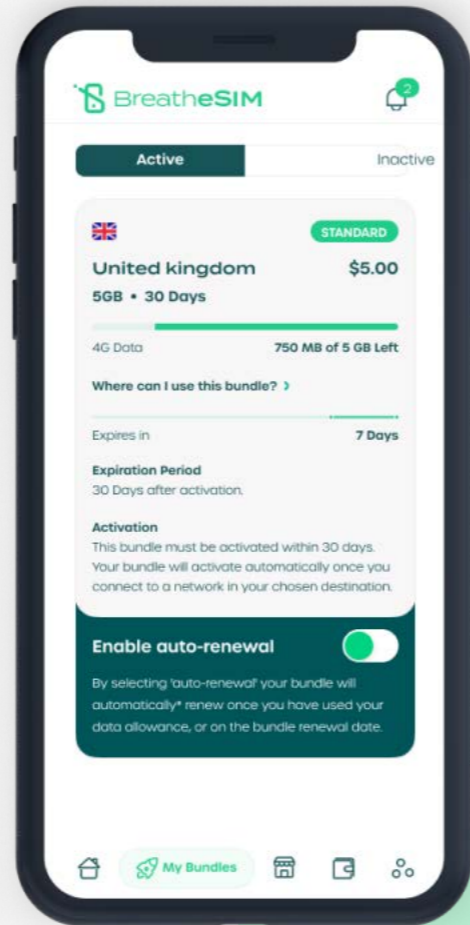 BreatheSIM
2
Active
Inactive
STANDARD
United kingdom
$5.00
5GB • 30 Days
4G Data
750 MB of 5 GB Left
Where can I use this bundle? >
Expires in
7 Days
Expiration Period
30 Days after activation.
Activation
This bundle must be activated within 30 days.
Your bundle will activate automatically once you
connect to a network in your chosen destination.
Enable auto-renewal
By selecting 'auto-renewal' your bundle will
automatically* renew once you have used your
data allowance, or on the bundle renewal date.
My Bundles